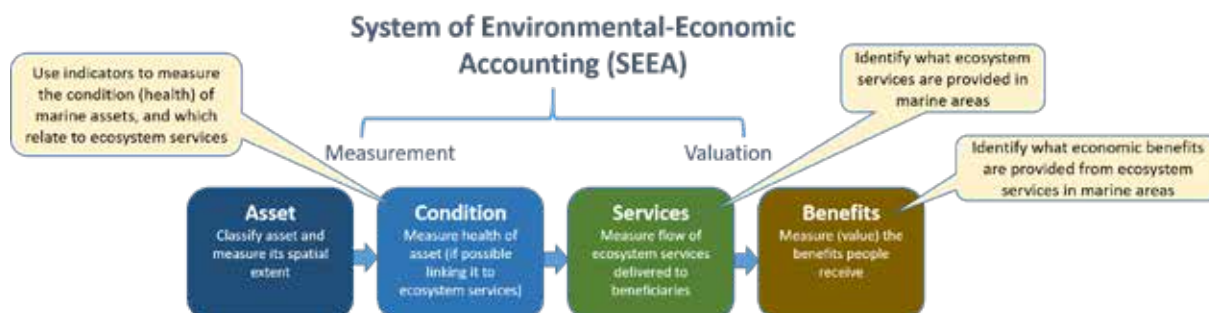 System of Environmental-Economic
Accounting (SEEA)
Use indicators to measure
the condition (health) of
marine assets, and which
relate to ecosystem services
Identify what ecosystem
services are provided in
marine areas
Measurement
Valuation
Identify what economic benefits
are provided from ecosystem
services in marine areas
Asset
Classify asset and
measure its spatial
extent
Condition
Measure health of
asset (if possible
linking it to
ecosystem services)
Services
Measure flow of
ecosystem services
delivered to
beneficiaries
Benefits
Measure (value) the
benefits people
receive